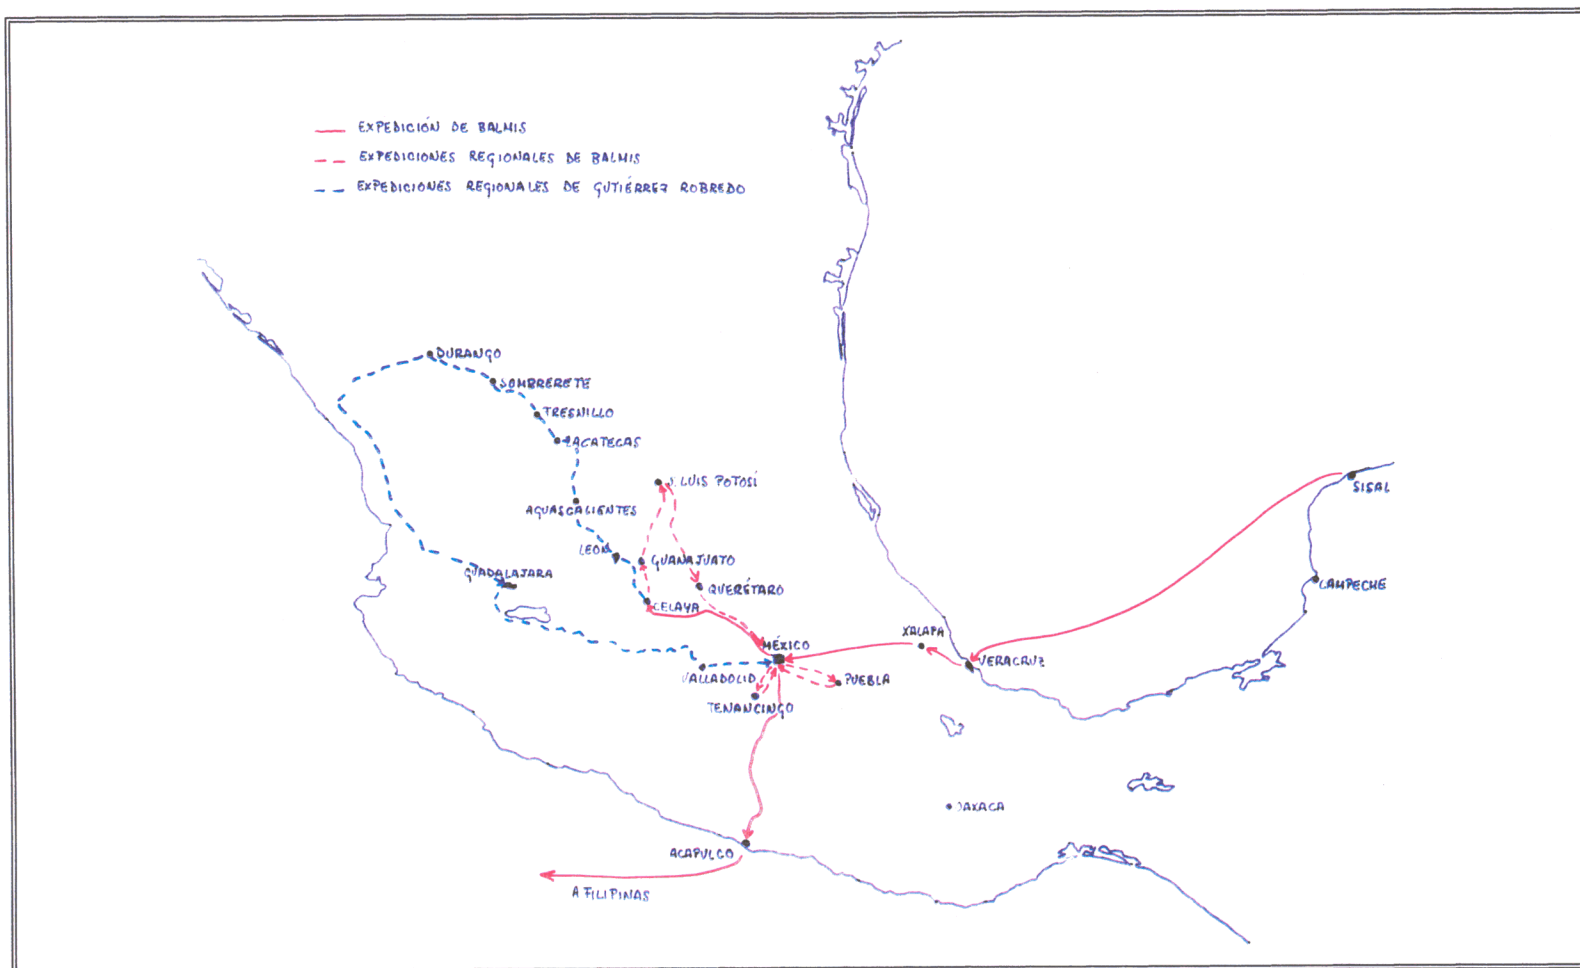 EXPEDICIÓN DE BALMIS
EXPEDICIONES REGIONALES DE BALMIS
EXPEDICIONES REGIONALES DE GUTIÉRREZ ROBREDO
DURANGO
SOMBRERETE
TRESNILLO
ZACATECAS
S. LUIS POTOSÍ
SISAL
AGUASCALIENTES
LEON
GUANAJUATO
GUADALAJARA
QUERÉTARO
CAMPECHE
CELAYA
XALAPA
MÉXICO
VERACRUZ
VALLADOLID
PUEBLA
TENANCINGO
OAXACA
ACAPULCO
A FILIPINAS